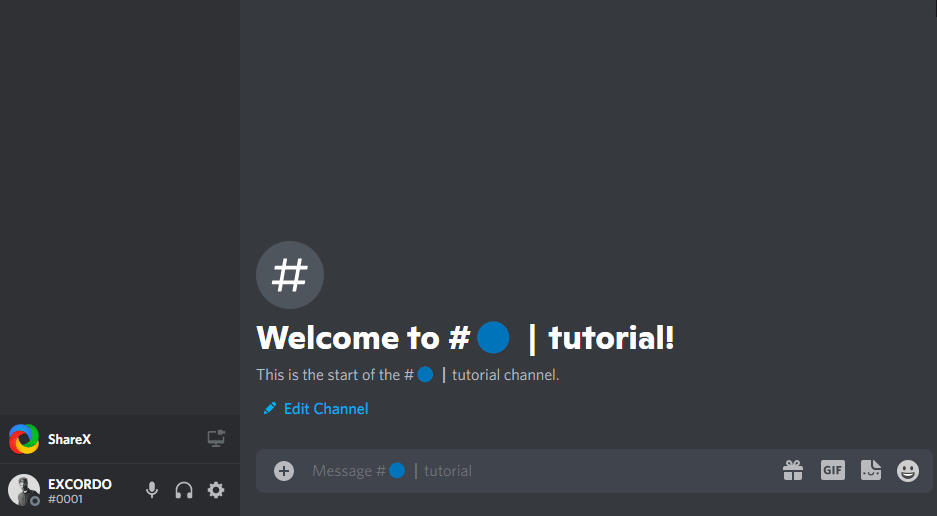 #
Welcome to #🔵 | tutorial!
This is the start of the #🔵 | tutorial channel.
Edit Channel
ShareX
Message #🔵 | tutorial
GIF
EXCORDO
#0001